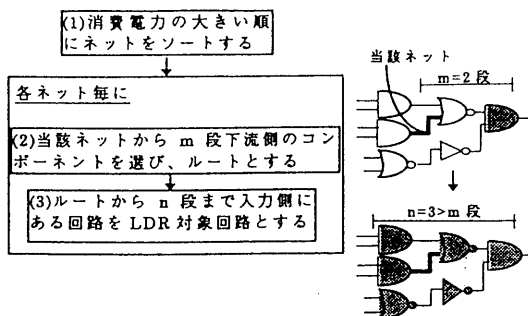 (1)消費電力の大きい順
にネットをソートする
各ネット毎に
(2)当該ネットから m 段下流側のコン
ポーネントを選び、ルートとする
(3)ルートから n 段まで入力側に
ある回路を LDR 対象回路とする
当該ネット
m=2 段
n=3>m 段